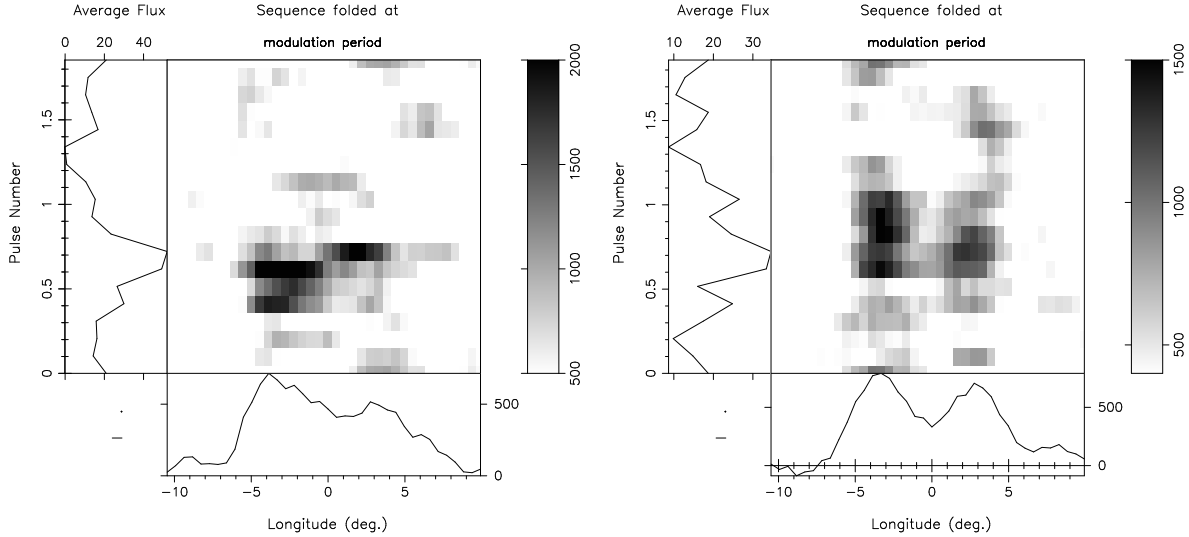 Average Flux Sequence folded at Average Flux Sequence folded at
0 20 40 modulation period 10 20 30 modulation period
2000 1500
1.5 1.5
1500
Pulse Number 1 Pulse Number 1 1000
1000
0.5 0.5
500
0 500 0
500 500
0 0
−10 −5 0 5 −10 −5 0 5
Longitude (deg.) Longitude (deg.)